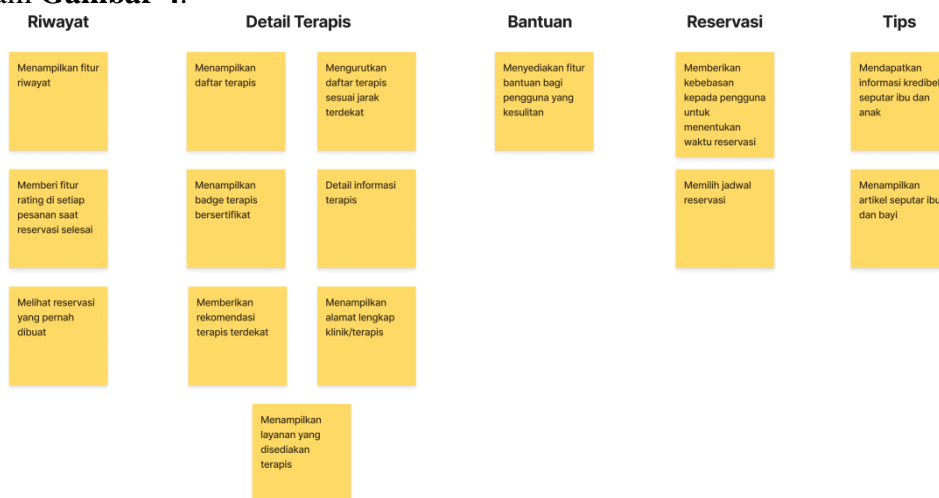 Gambar 4.
Riwayat
Menampilkan fitur
riwayat
Memberi fitur
rating di setiap
pesanan saat
reservasi selesai
Melihat reservasi
yang pernah
dibuat
Detail Terapis
Menampilkan
daftar terapis
Mengurutkan
daftar terapis
sesuai jarak
terdekat
Menampilkan
badge terapis
bersertifikat
Detail informasi
terapis
Memberikan
rekomendasi
terapis terdekat
Menampilkan
alamat lengkap
klinik/terapis
Menampilkan
layanan yang
disediakan
terapis
Bantuan
Menyediakan fitur
bantuan bagi
pengguna yang
kesulitan
Reservasi
Memberikan
kebebasan
kepada pengguna
untuk
menentukan
waktu reservasi
Memilih jadwal
reservasi
Tips
Mendapatkan
informasi kredibel
seputar ibu dan
anak
Menampilkan
artikel seputar ibu
dan bayi